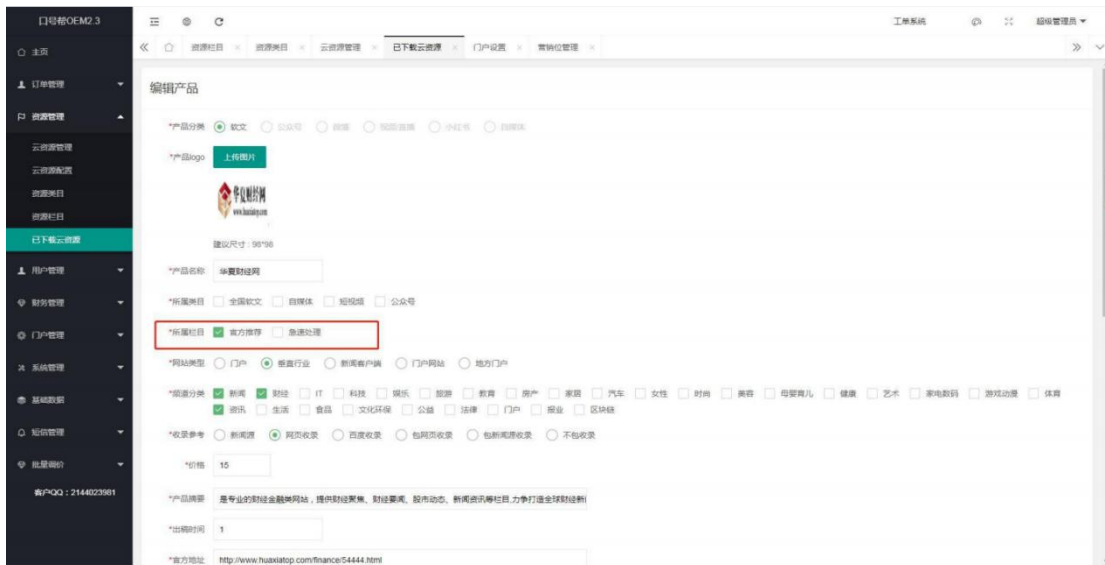 口号帮OEM2.3
工单系统
超级管理员
主页
资源栏目 × 资源类目 × 云资源管理 × 已下载云资源 × 门户设置 × 营销位管理 ×
订单管理
资源管理
云资源管理
云资源配置
资源类目
资源栏目
已下载云资源
用户管理
财务管理
门户管理
系统管理
基础数据
短信管理
批量调价
客户QQ：2144023981
编辑产品
*产品分类 软文 公众号 微博 视频直播 小红书 自媒体
*产品logo 上传图片
华夏财经网
www.huaxiatop.com
建议尺寸：98*98
*产品名称 华夏财经网
*所属类目 全国软文 自媒体 短视频 公众号
*所属栏目 官方推荐 急速处理
*网站类型 门户 垂直行业 新闻客户端 门户网站 地方门户
*频道分类 新闻 财经 IT 科技 娱乐 旅游 教育 房产 家居 汽车 女性 时尚 美容 母婴育儿 健康 艺术 家电数码 游戏动漫 体育
资讯 生活 食品 文化环保 公益 法律 门户 报业 区块链
*收录参考 新闻源 网页收录 百度收录 包网页收录 包新闻源收录 不包收录
*价格 15
*产品摘要 是专业的财经金融类网站，提供财经聚焦、财经要闻、股市动态、新闻资讯等栏目,力争打造全球财经新
*出稿时间 1
*官方地址 http://www.huaxiatop.com/finance/54444.html